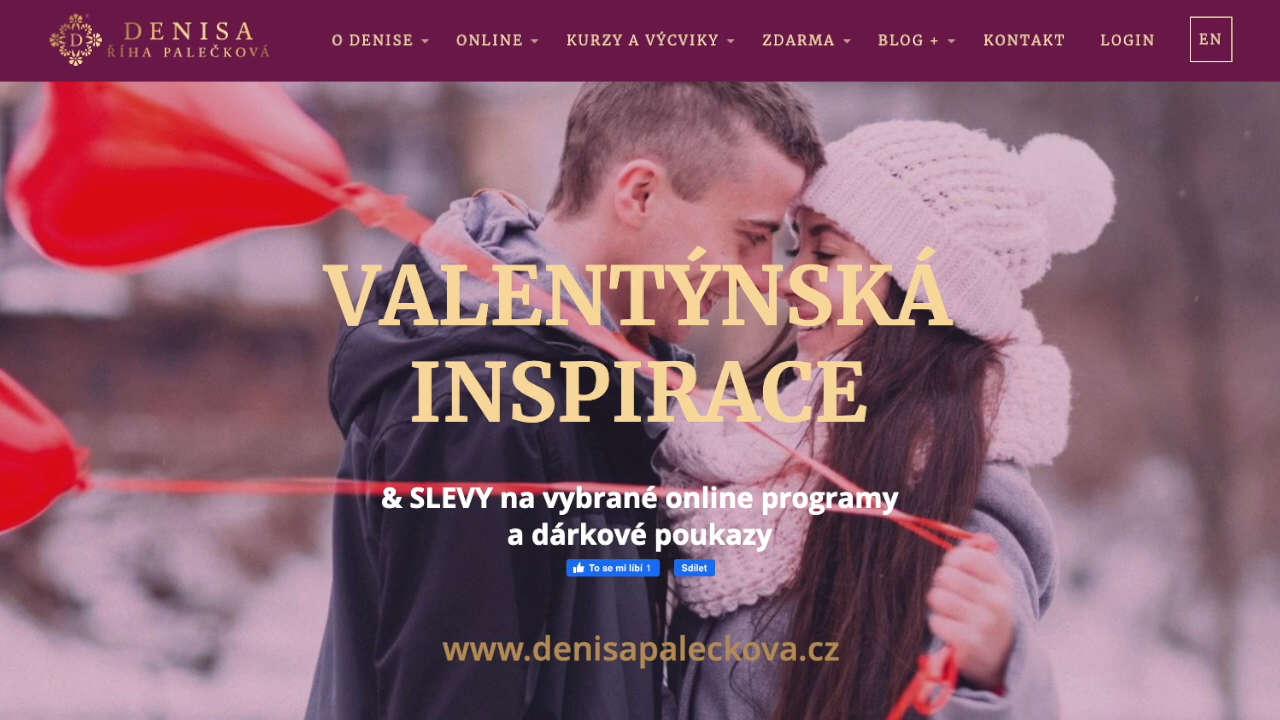 DENISA
ŘÍHA PALEČKOVÁ
O DENISE
ONLINE
KURZY A VÝCVIKY
ZDARMA
BLOG +
KONTAKT
LOGIN
EN
VALENTÝNSKÁ
INSPIRACE
& SLEVY na vybrané online programy
a dárkové poukazy
To se mi líbí 1
Sdílet
www.denisapaleckova.cz